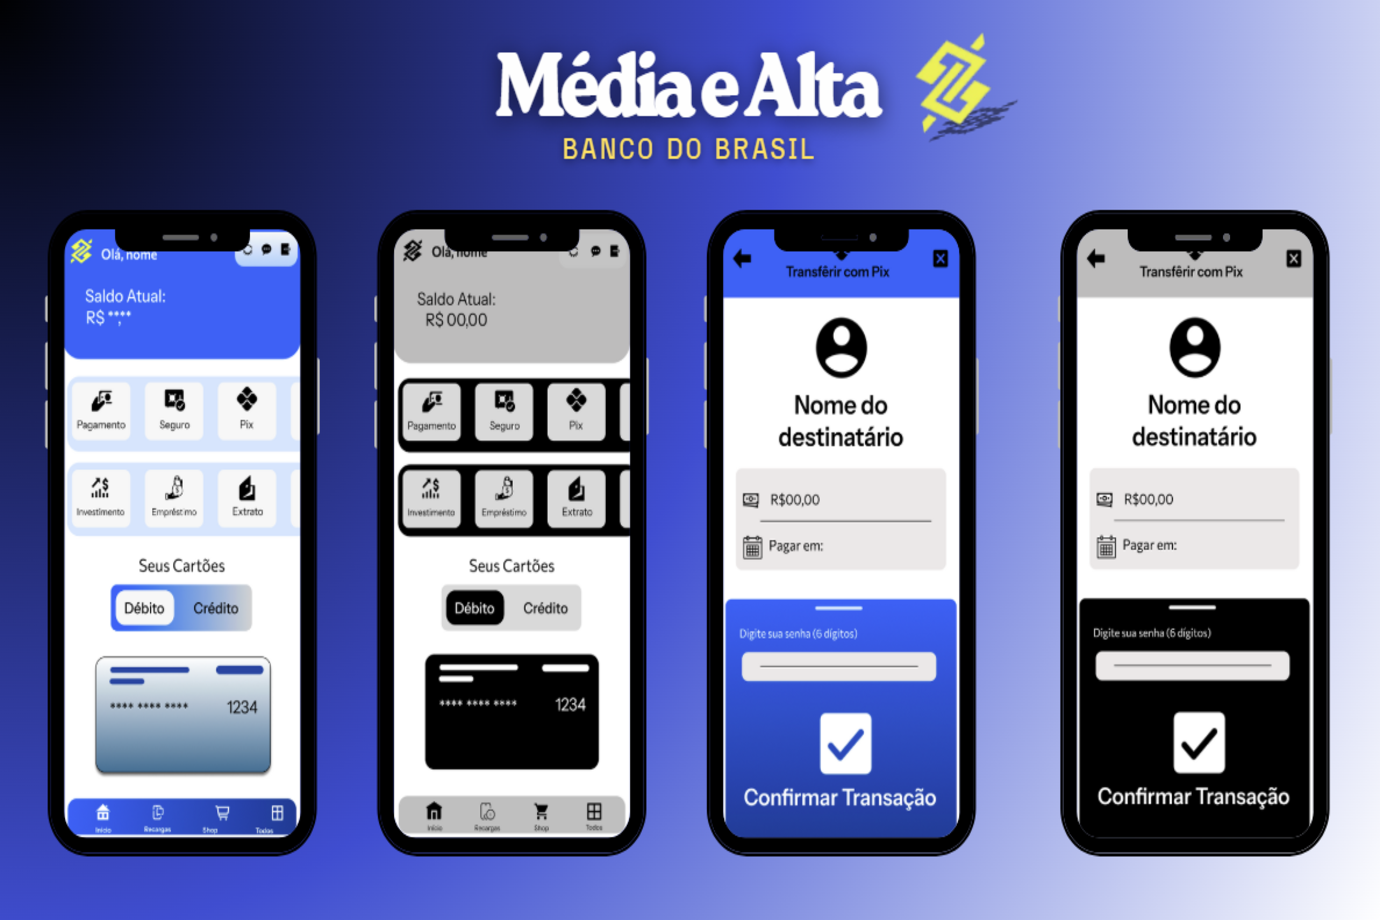 Média e Alta
BANCO DO BRASIL
Olá, nome
Saldo Atual:
R$ **,**
Pagamento
Seguro
Pix
Investimento
Empréstimo
Extrato
Seus Cartões
Débito
Crédito
**** **** ****
1234
Início
Recargas
Shop
Todos
Olá, nome
Saldo Atual:
R$ 00,00
Pagamento
Seguro
Pix
Investimento
Empréstimo
Extrato
Seus Cartões
Débito
Crédito
**** **** ****
1234
Início
Recargas
Shop
Todos
Transfêrir com Pix
Nome do
destinatário
R$00,00
Pagar em:
Digite sua senha (6 dígitos)
Confirmar Transação
Transfêrir com Pix
Nome do
destinatário
R$00,00
Pagar em:
Digite sua senha (6 dígitos)
Confirmar Transação